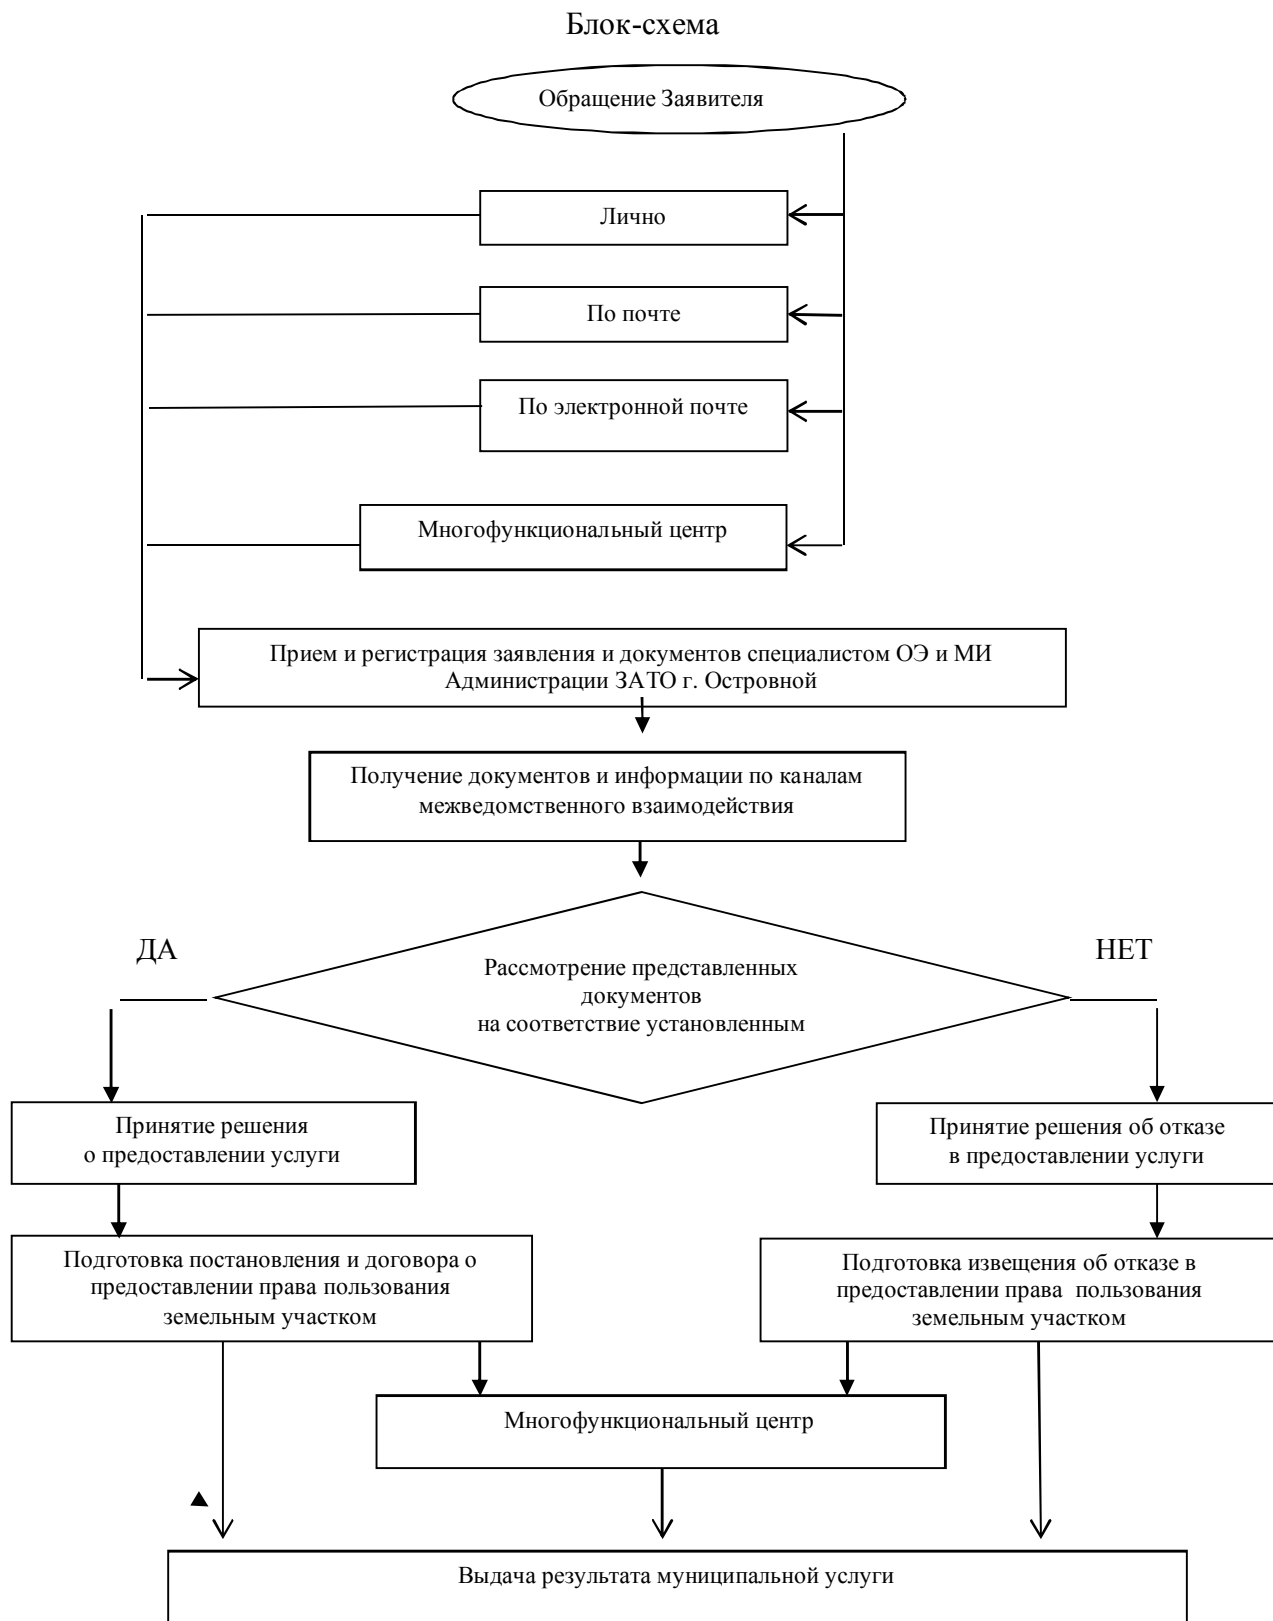 Блок-схема
Обращение Заявителя
Лично
По почте
По электронной почте
Многофункциональный центр
Прием и регистрация заявления и документов специалистом ОЭ и МИ
Администрации ЗАТО г. Островной
Получение документов и информации по каналам
межведомственного взаимодействия
ДА
НЕТ
Рассмотрение представленных
документов
на соответствие установленным
Принятие решения
о предоставлении услуги
Принятие решения об отказе
в предоставлении услуги
Подготовка постановления и договора о
предоставлении права пользования
земельным участком
Подготовка извещения об отказе в
предоставлении права пользования
земельным участком
Многофункциональный центр
Выдача результата муниципальной услуги